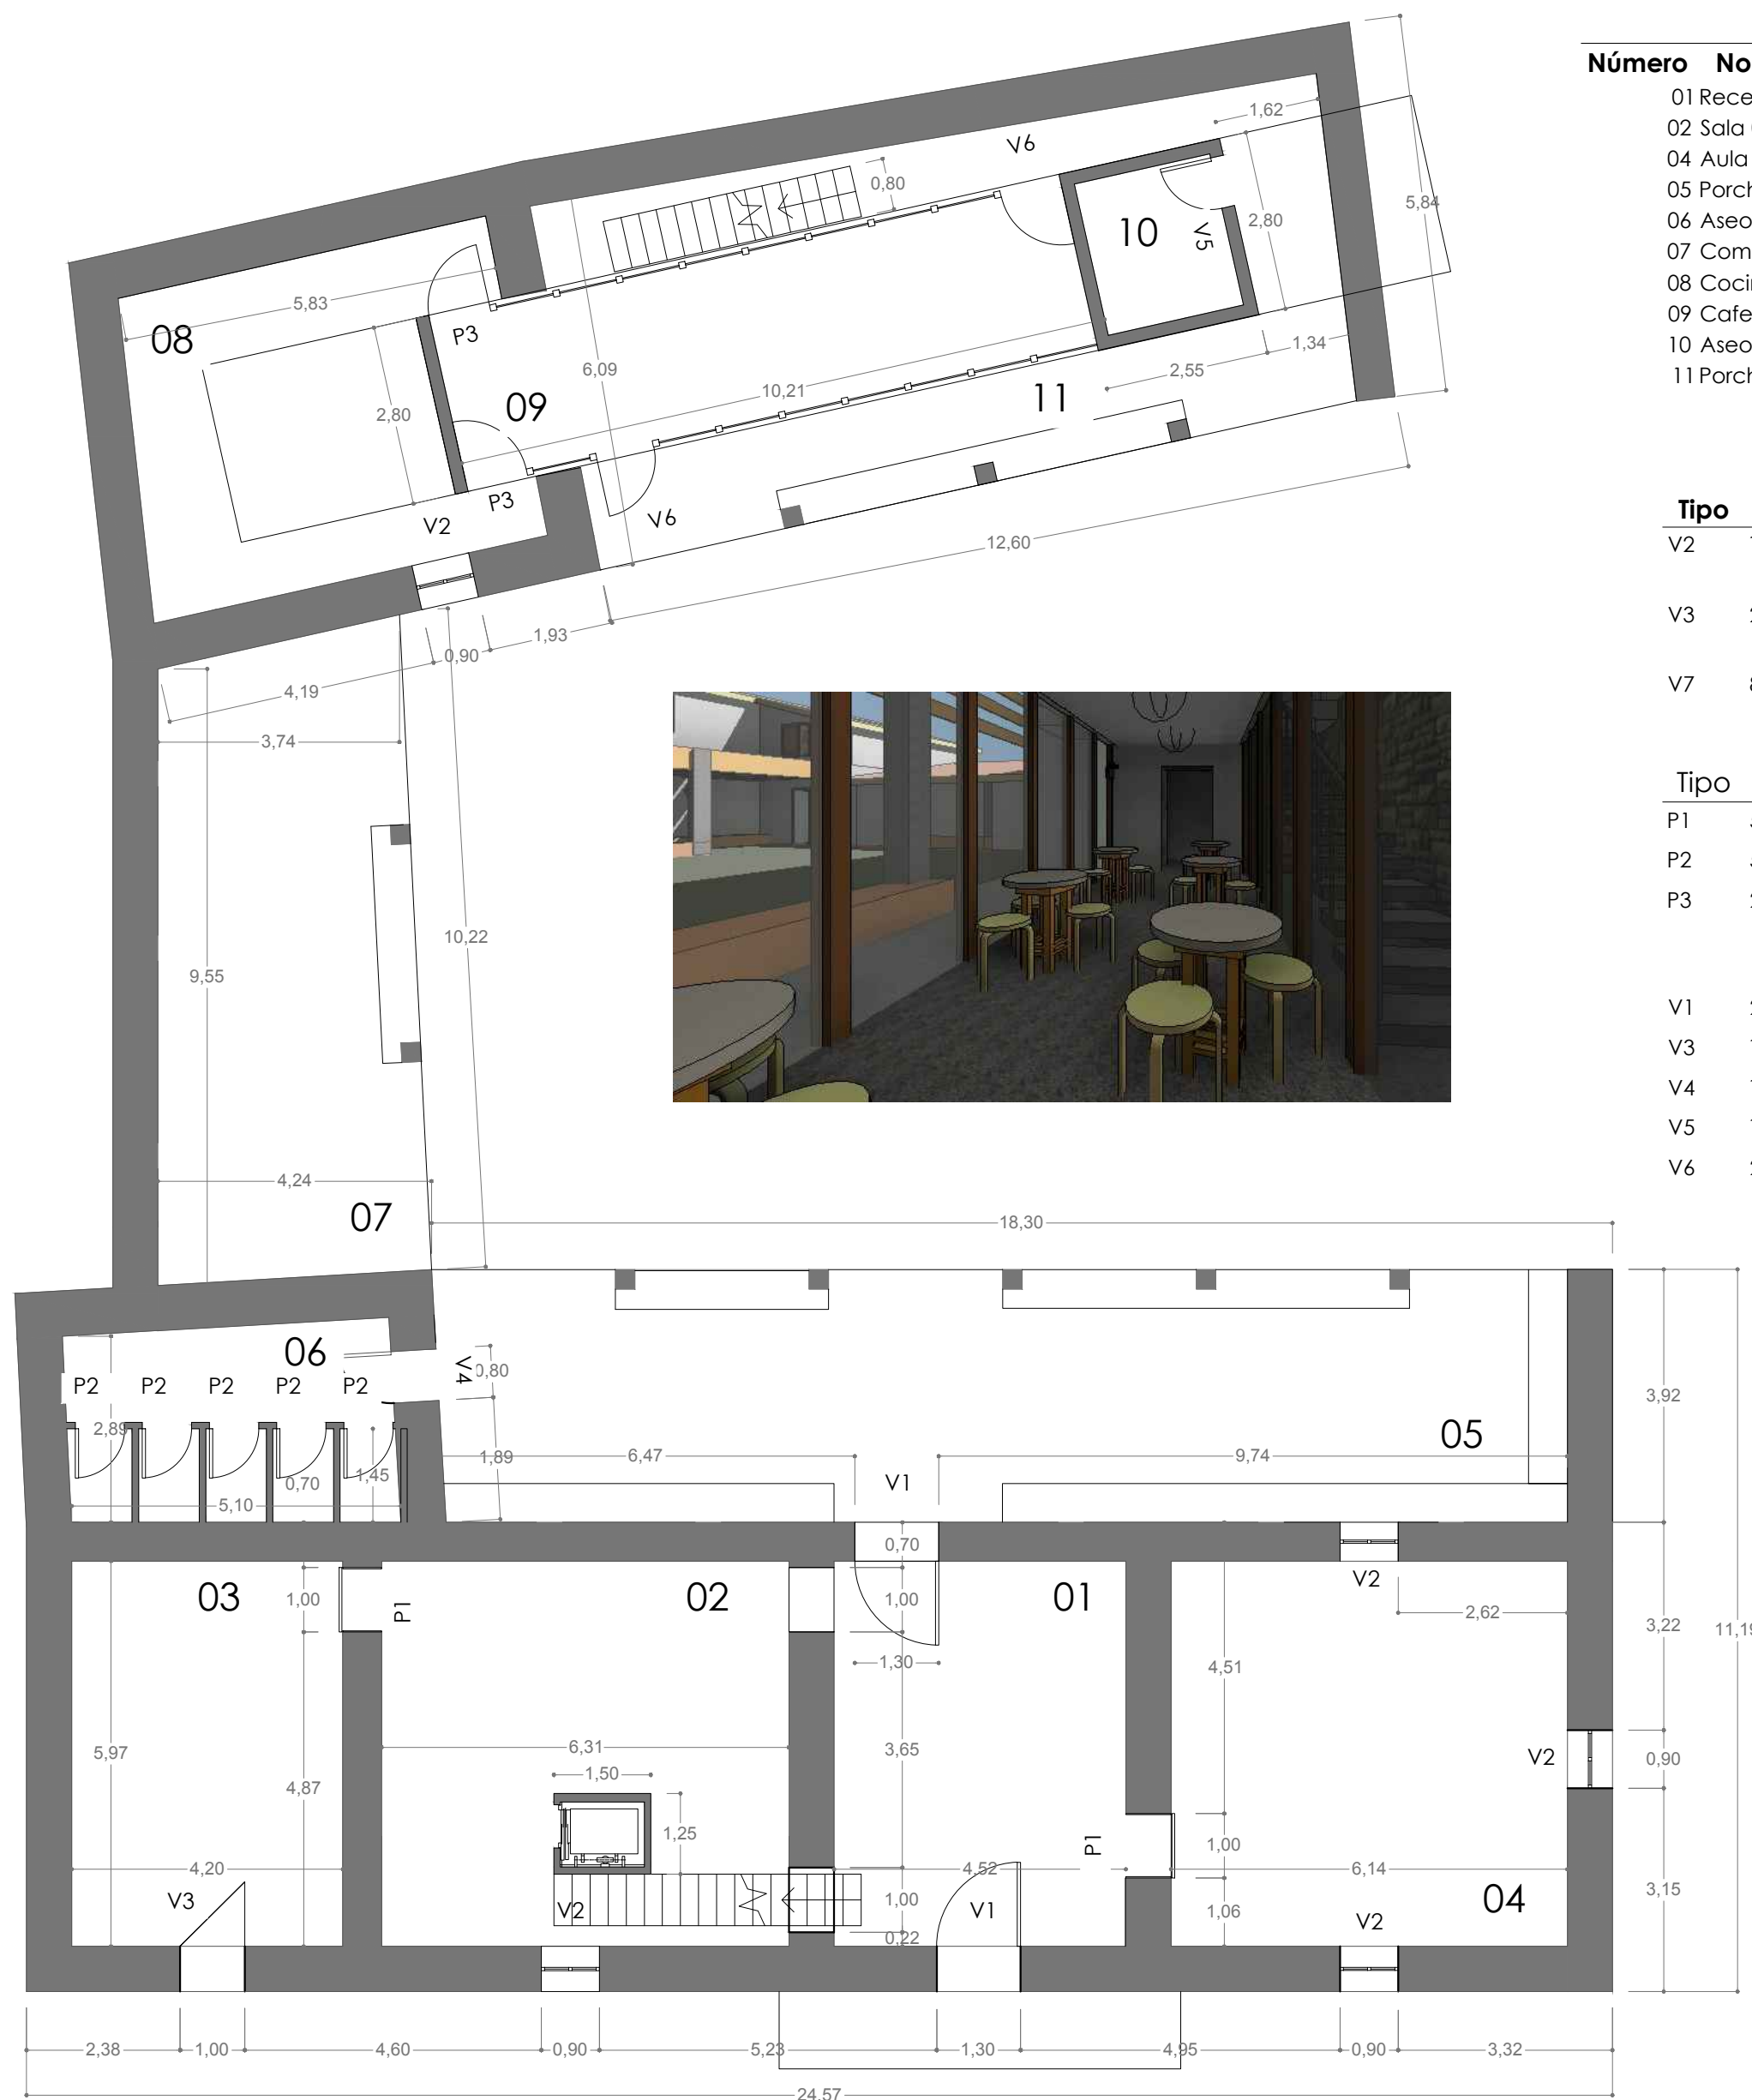 Número No
01 Rece
02 Sala
04 Aula
05 Porch
06 Aseo
07 Com
08 Coci
09 Cafe
10 Aseo
11 Porch
1,62
V6
0,80
5,84
10
V5
2,80
5,83
08
P3
1,34
6,09
2,55
10,21
11
09
2,80
P3
V6
V2
12,60
1,93
0,90
4,19
3,74
10,22
9,55
4,24
07
18,30
Tipo
V2
V3
V7
Tipo
P1
P2
P3
V1
V3
V4
V5
V6
06
V4
0,80
P2 P2 P2 P2 P2
3,92
2,89
05
1,89
6,47
9,74
1,45
0,70
V1
5,10
0,70
03
1,00
P1
02
1,00
01
V2
2,62
3,22
11,19
1,30
4,51
6,31
3,65
5,97
V2
0,90
1,50
4,87
1,25
P1
1,00
4,20
4,52
6,14
V3
1,00
V2
V1
1,06
04
3,15
V2
0,22
2,38 1,00 4,60 0,90 5,23 1,30 4,95 0,90 3,32
24,57